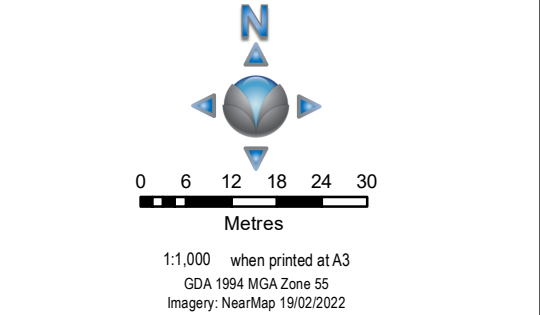 N
0 6 12 18 24 30
Metres
1:1,000 when printed at A3
GDA 1994 MGA Zone 55
Imagery: NearMap 19/02/2022